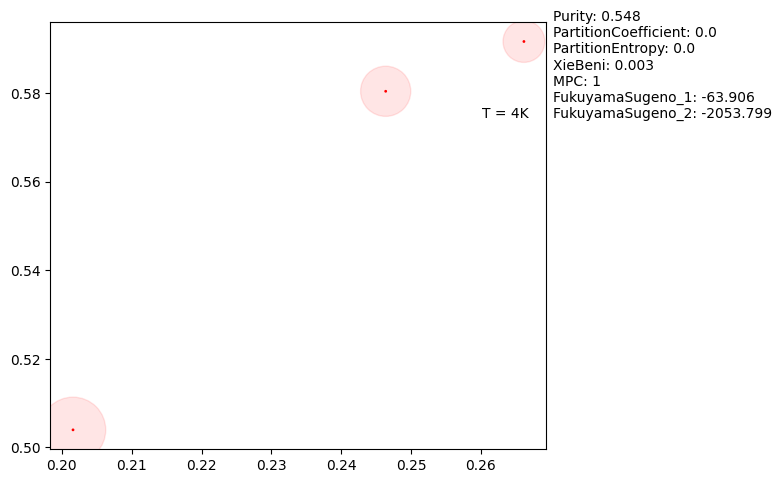 Purity: 0.548
PartitionCoefficient: 0.0
PartitionEntropy: 0.0
XieBeni: 0.003
MPC: 1
FukuyamaSugeno_1: -63.906
FukuyamaSugeno_2: -2053.799
T = 4K
0.58
0.56
0.54
0.52
0.50
0.20 0.21 0.22 0.23 0.24 0.25 0.26